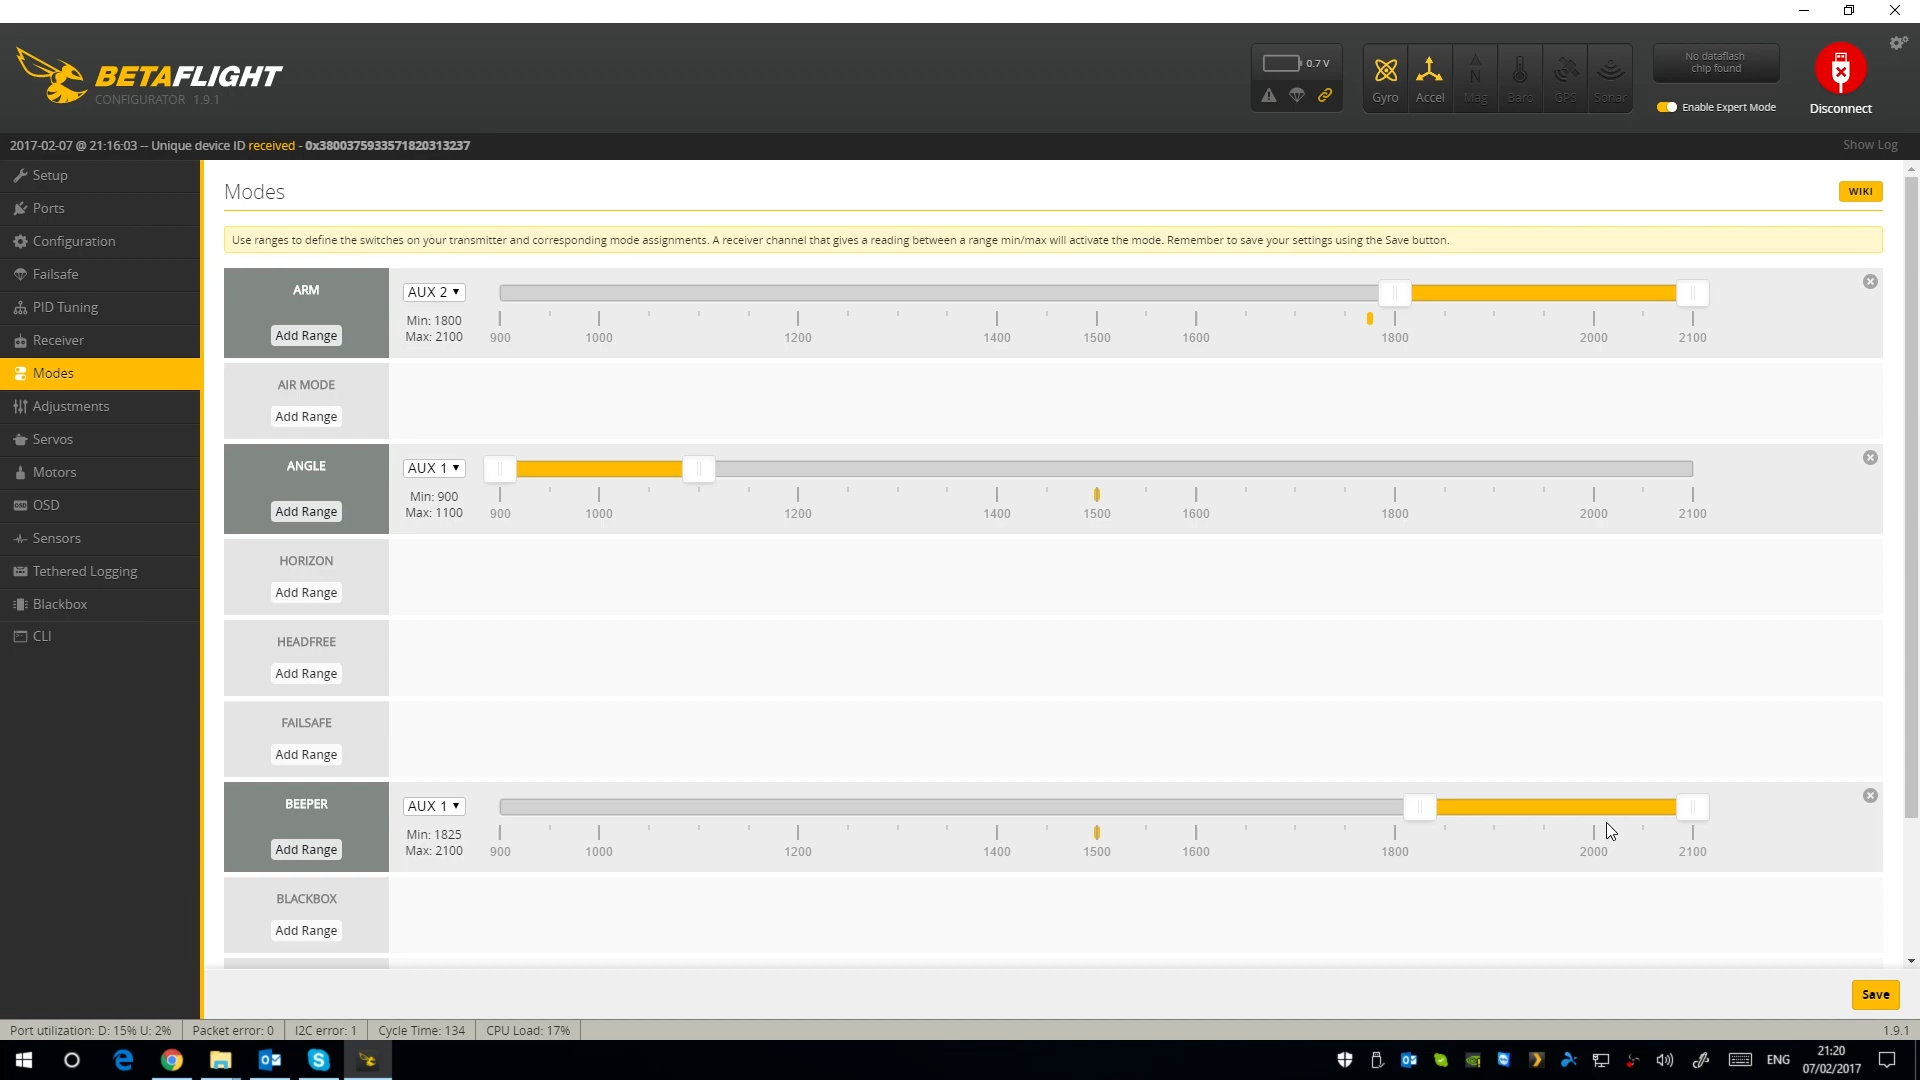 BETAFLIGHT
CONFIGURATOR 1.9.1
0.7 V
Gyro
Accel
Mag
Baro
GPS
Sonar
No dataflash
chip found
Enable Expert Mode
Disconnect
2017-02-07 @ 21:16:03 -- Unique device ID received - 0x3800375933571820313237
Show Log
Setup
Ports
Configuration
Failsafe
PID Tuning
Receiver
Modes
Adjustments
Servos
Motors
OSD
Sensors
Tethered Logging
Blackbox
CLI
Modes
WIKI
Use ranges to define the switches on your transmitter and corresponding mode assignments. A receiver channel that gives a reading between a range min/max will activate the mode. Remember to save your settings using the Save button.
ARM
Add Range
AUX 2
Min: 1800
Max: 2100
900 1000 1200 1400 1500 1600 1800 2000 2100
AIR MODE
Add Range
ANGLE
Add Range
AUX 1
Min: 900
Max: 1100
900 1000 1200 1400 1500 1600 1800 2000 2100
HORIZON
Add Range
HEADFREE
Add Range
FAILSAFE
Add Range
BEEPER
Add Range
AUX 1
Min: 1825
Max: 2100
900 1000 1200 1400 1500 1600 1800 2000 2100
BLACKBOX
Add Range
Save
Port utilization: D: 15% U: 2% Packet error: 0 I2C error: 1 Cycle Time: 134 CPU Load: 17% 1.9.1
ENG
21:20
07/02/2017